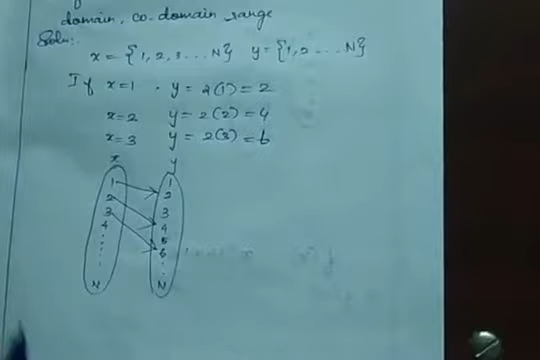 domain, co-domain range
Soln:
x = {1, 2, 3 ... N} y = {1, 2 ... N}
If x=1 . y = 2(1) = 2
x=2 y = 2(2) = 4
x=3 y = 2(3) = 6
x y
1 1
2 2
3 3
4 4
5
6
N N